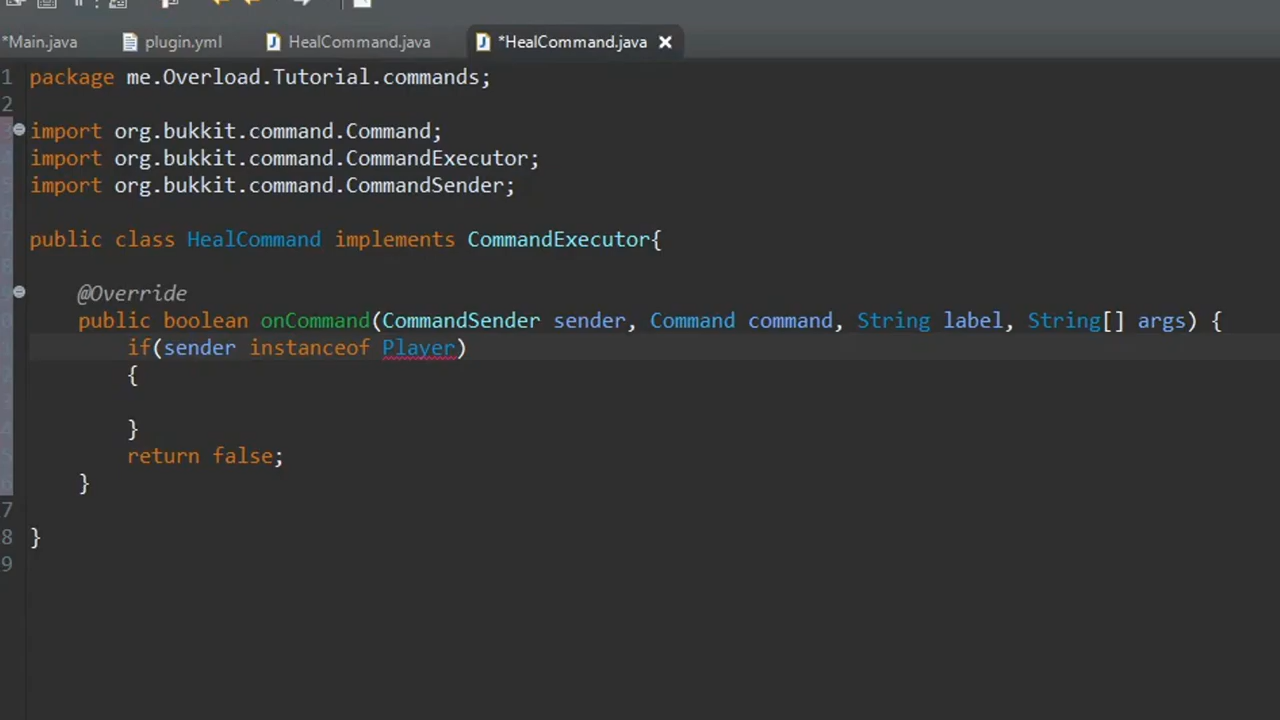 *Main.java plugin.yml HealCommand.java *HealCommand.java
1 package me.Overload.Tutorial.commands;
2
3 import org.bukkit.command.Command;
import org.bukkit.command.CommandExecutor;
import org.bukkit.command.CommandSender;
public class HealCommand implements CommandExecutor{
@Override
public boolean onCommand(CommandSender sender, Command command, String label, String[] args) {
if(sender instanceof Player)
{
}
return false;
}
7
8 }
9